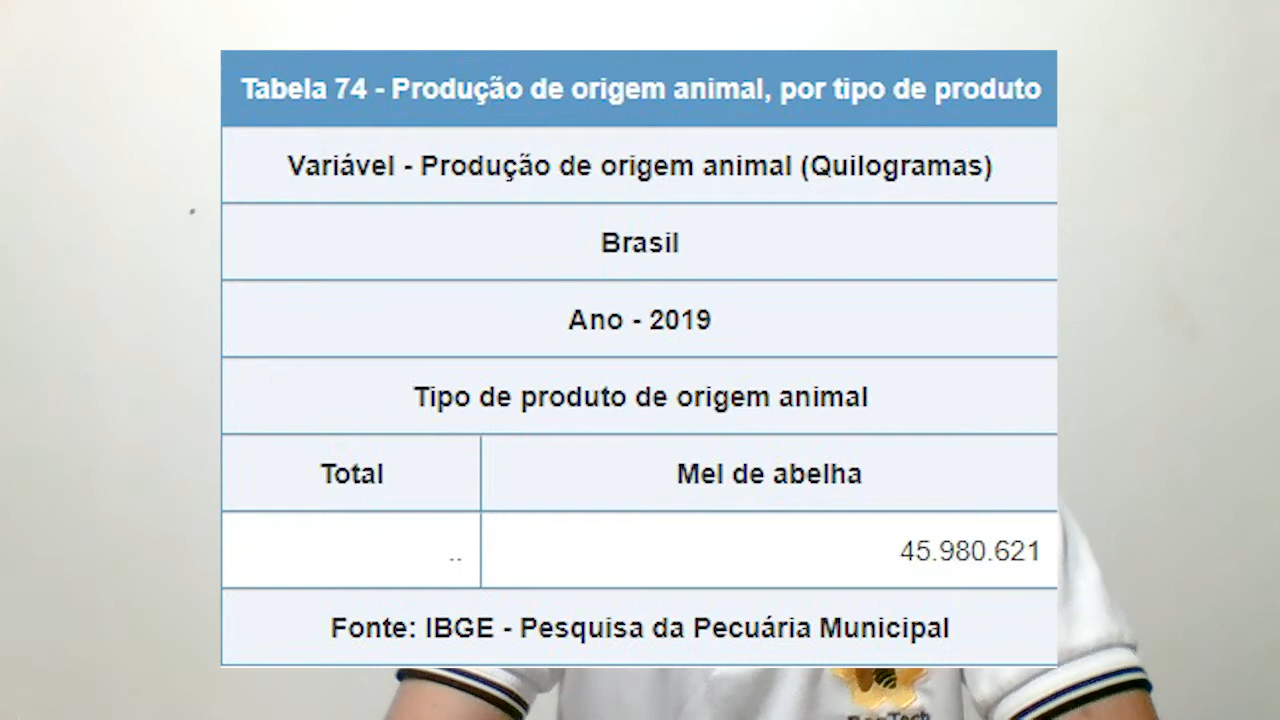 Tabela 74 - Produção de origem animal, por tipo de produto
Variável - Produção de origem animal (Quilogramas)
Brasil
Ano - 2019
Tipo de produto de origem animal
Total Mel de abelha
.. 45.980.621
Fonte: IBGE - Pesquisa da Pecuária Municipal